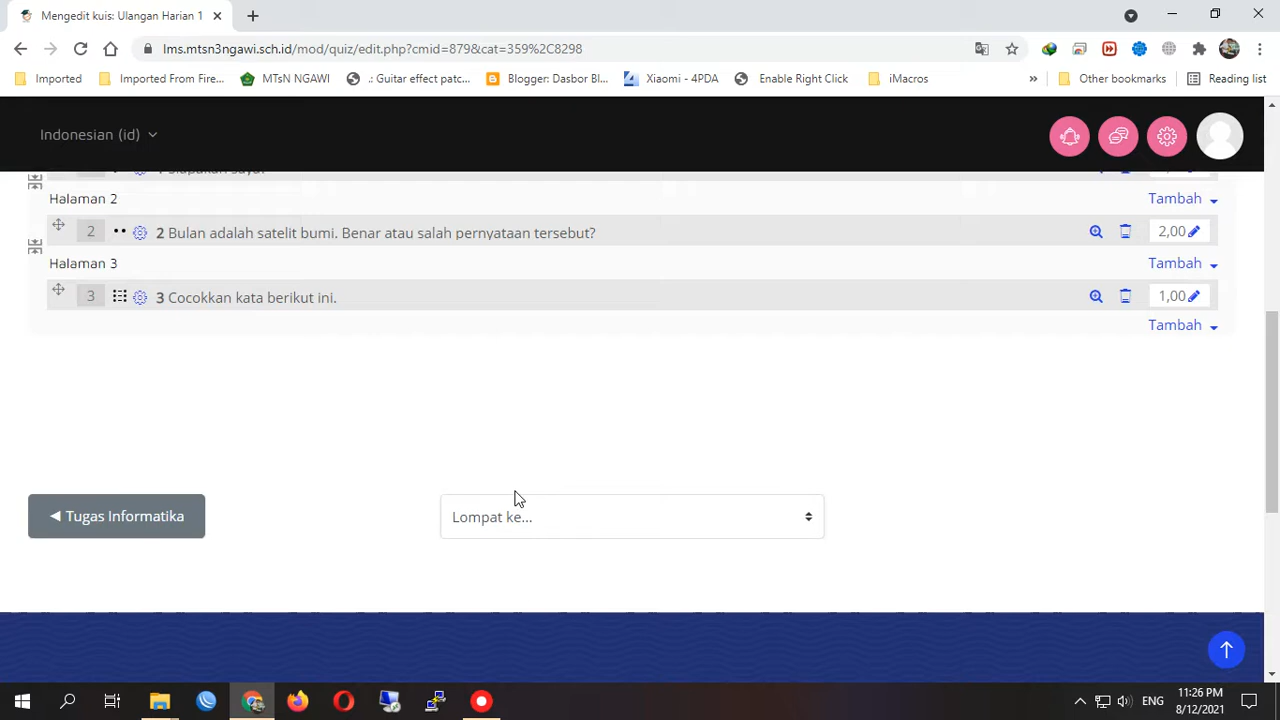 Mengedit kuis: Ulangan Harian 1
lms.mtsn3ngawi.sch.id/mod/quiz/edit.php?cmid=879&cat=359%2C8298
Imported
Imported From Fire...
MTsN NGAWI
.: Guitar effect patc...
Blogger: Dasbor Bl...
Xiaomi - 4PDA
Enable Right Click
iMacros
»
Other bookmarks
Reading list
Indonesian (id)
Halaman 2
Tambah
2
2 Bulan adalah satelit bumi. Benar atau salah pernyataan tersebut?
2,00
Halaman 3
Tambah
3
3 Cocokkan kata berikut ini.
1,00
Tambah
◀ Tugas Informatika
Lompat ke...
ENG
11:26 PM
8/12/2021